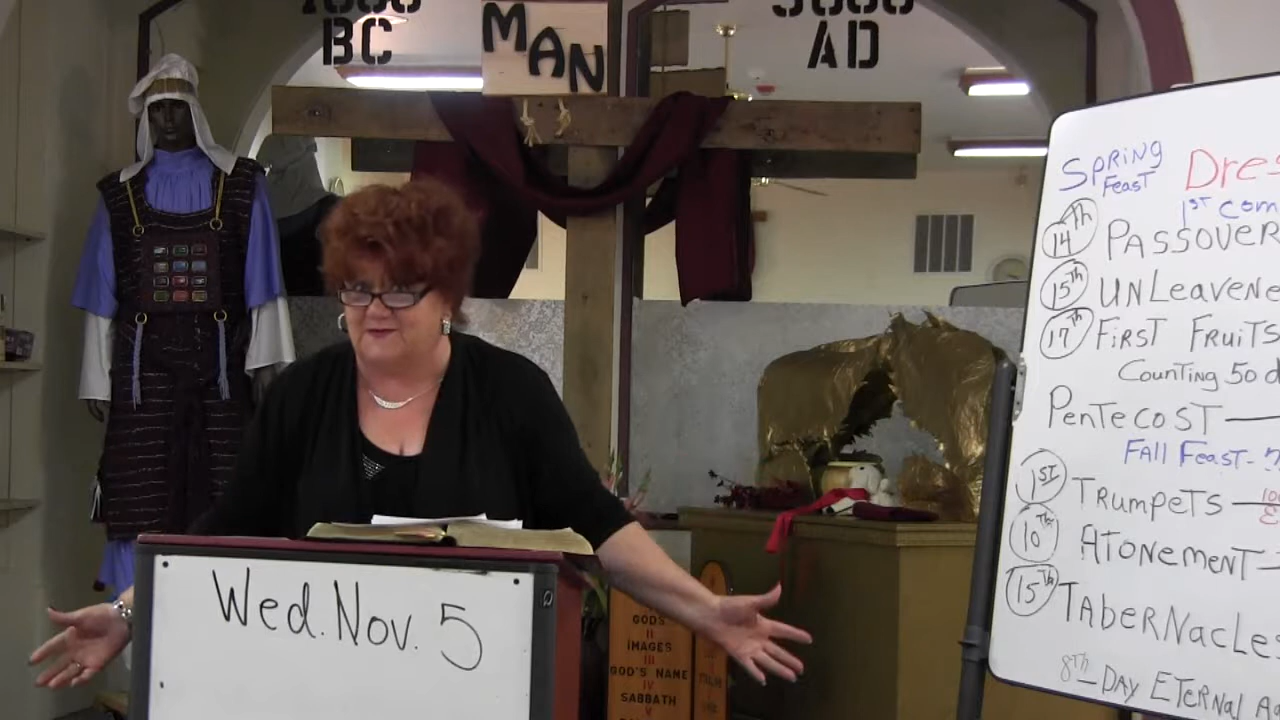 BC
MAN
AD
Wed. Nov. 5
GODS
II
IMAGES
III
GOD'S NAME
IV
SABBATH
V
SPRING
FEAST
1ST COM
14th PASSOVER
15th UNLEAVENE
17th FIRST FRUITS
COUNTING 50 d
PENTECOST —
FALL FEAST -
1ST TRUMPETS —
10th ATONEMENT —
15th TABERNACLES
8TH DAY ETERNAL